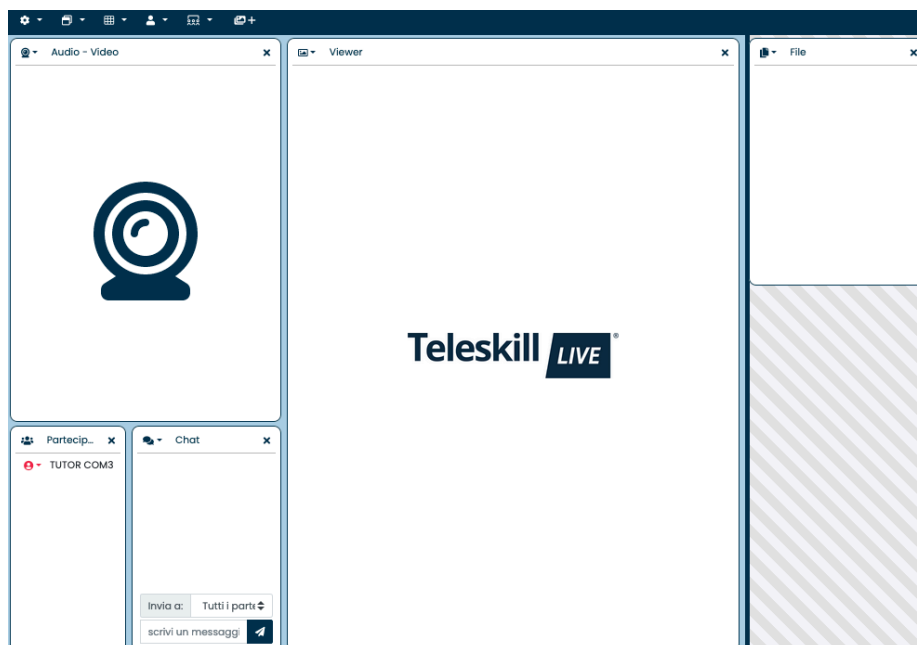 Audio - Video
Viewer
File
Teleskill LIVE®
Partecip...
Chat
TUTOR COM3
Invia a:
Tutti i parte
scrivi un messaggi